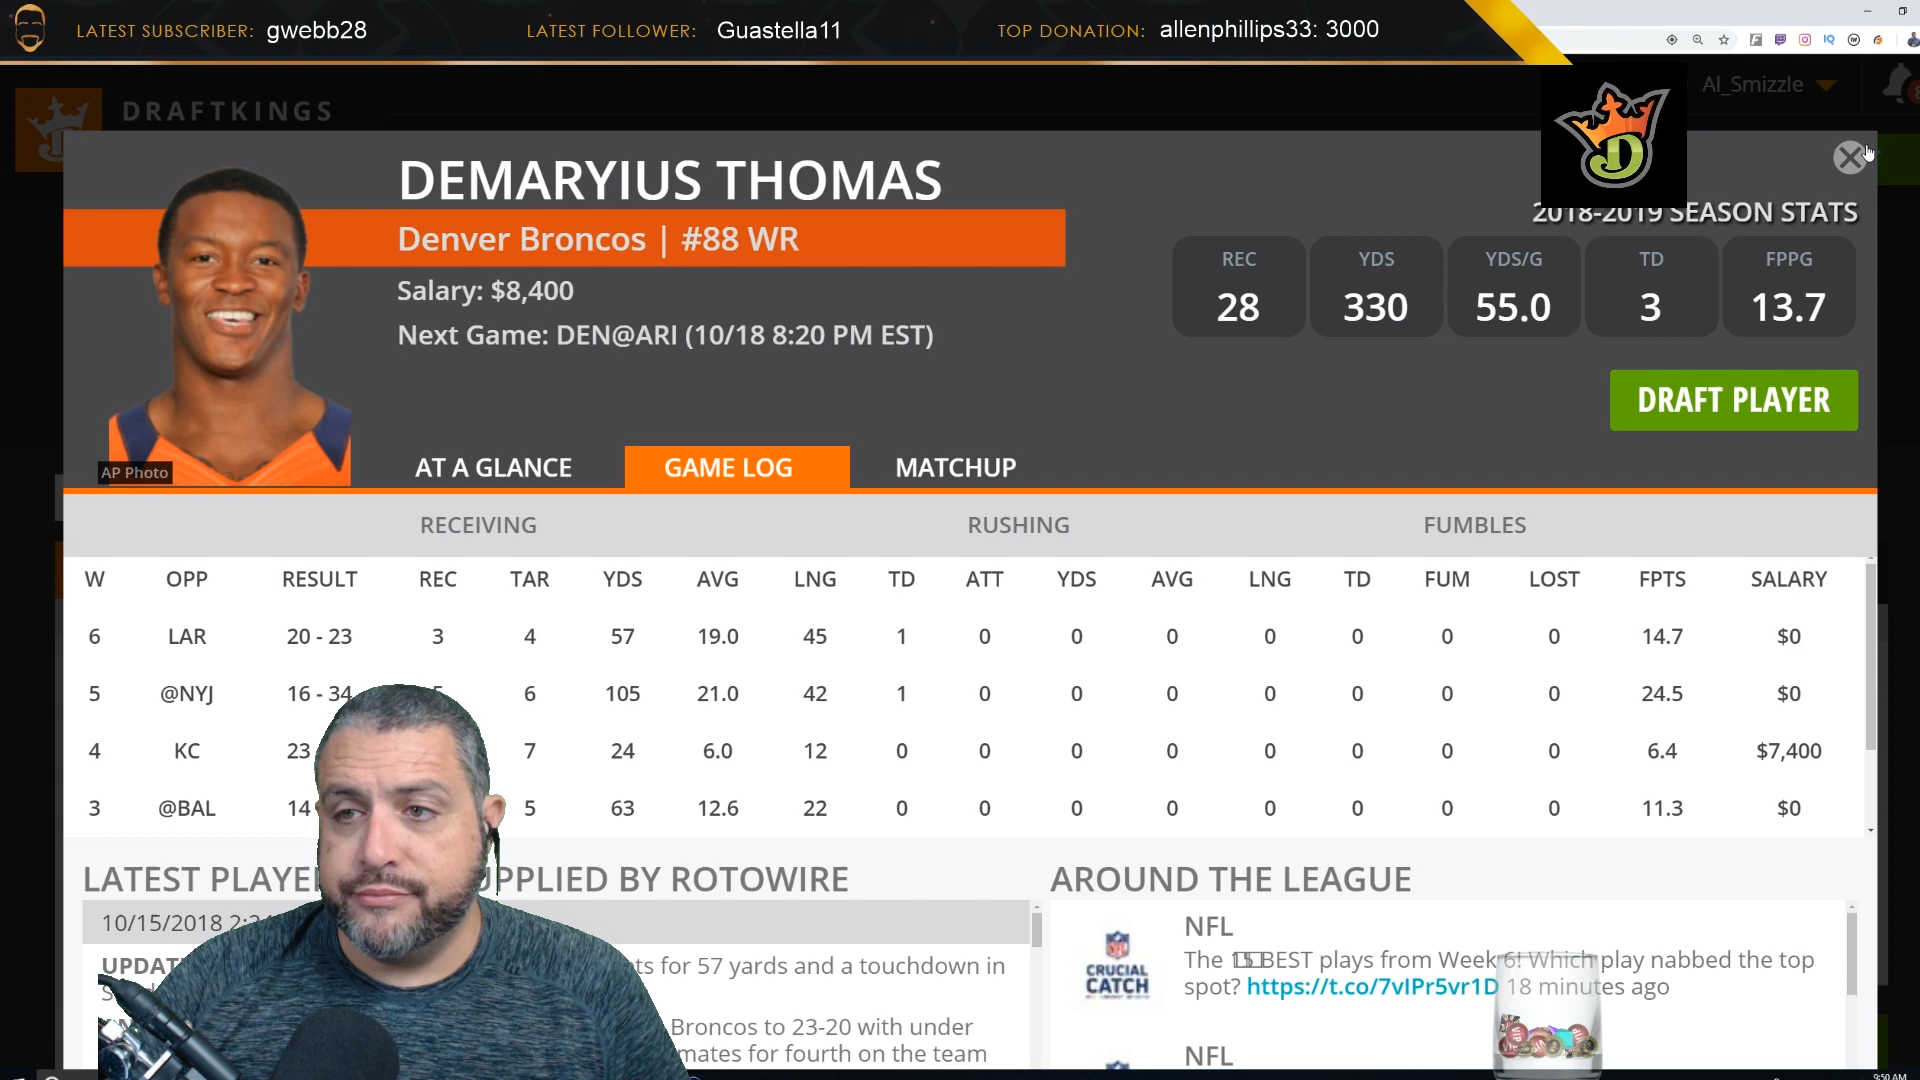 LATEST SUBSCRIBER: gwebb28
LATEST FOLLOWER: Guastella11
TOP DONATION: allenphillips33: 3000
DRAFTKINGS
Al_Smizzle
DEMARYIUS THOMAS
Denver Broncos | #88 WR
Salary: $8,400
Next Game: DEN@ARI (10/18 8:20 PM EST)
AP Photo
D
2018-2019 SEASON STATS
REC YDS YDS/G TD FPPG
28 330 55.0 3 13.7
DRAFT PLAYER
AT A GLANCE GAME LOG MATCHUP
RECEIVING RUSHING FUMBLES
W OPP RESULT REC TAR YDS AVG LNG TD ATT YDS AVG LNG TD FUM LOST FPTS SALARY
6 LAR 20 - 23 3 4 57 19.0 45 1 0 0 0 0 0 0 0 14.7 $0
5 @NYJ 16 - 34 6 105 21.0 42 1 0 0 0 0 0 0 0 24.5 $0
4 KC 23 7 24 6.0 12 0 0 0 0 0 0 0 0 6.4 $7,400
3 @BAL 14 5 63 12.6 22 0 0 0 0 0 0 0 0 11.3 $0
LATEST PLAYE UPPLIED BY ROTOWIRE
10/15/2018 2:
UPDAT ts for 57 yards and a touchdown in
Broncos to 23-20 with under
mates for fourth on the team
AROUND THE LEAGUE
NFL
CRUCIAL
CATCH
The BEST plays from Week 6! Which play nabbed the top
spot? https://t.co/7vIPr5vr1D 18 minutes ago
NFL
9:50 AM